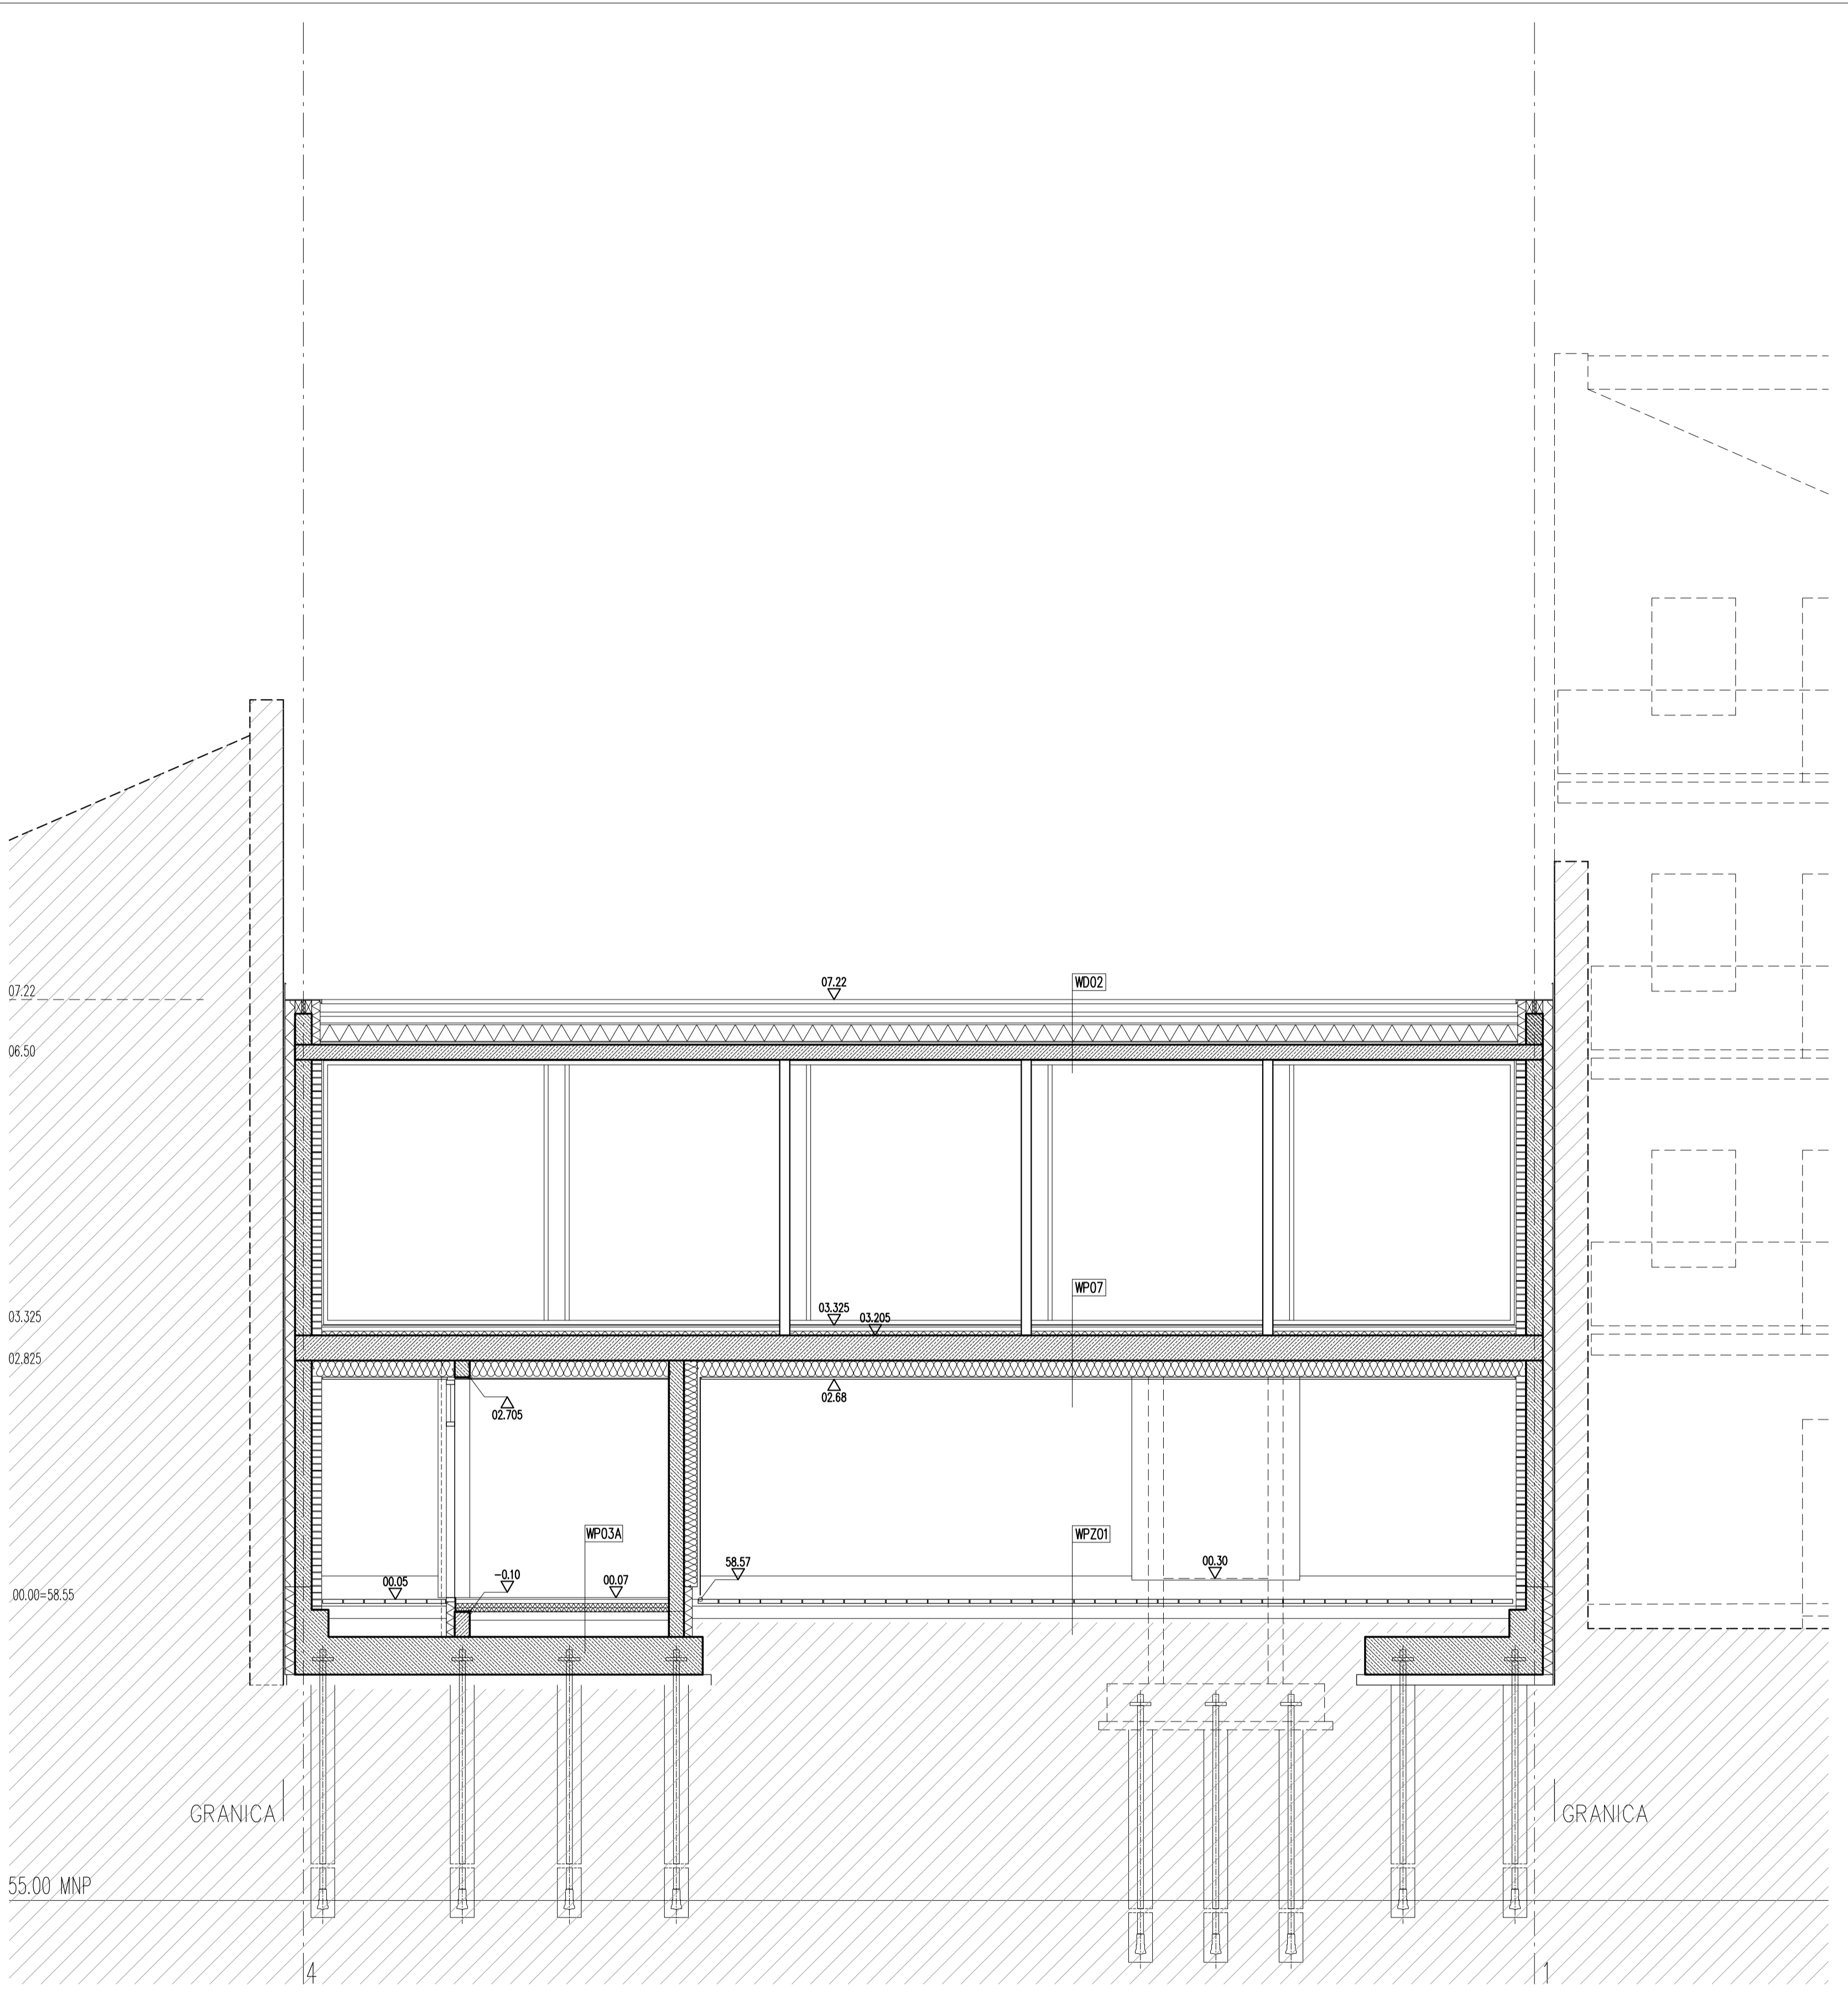 07.22
WD02
07.22
06.50
WP07
03.325
03.205
03.325
02.825
02.68
02.705
WP03A
WPZ01
58.57
00.30
-0.10
00.05
00.07
00.00=58.55
GRANICA
GRANICA
55.00 MNP
4
1